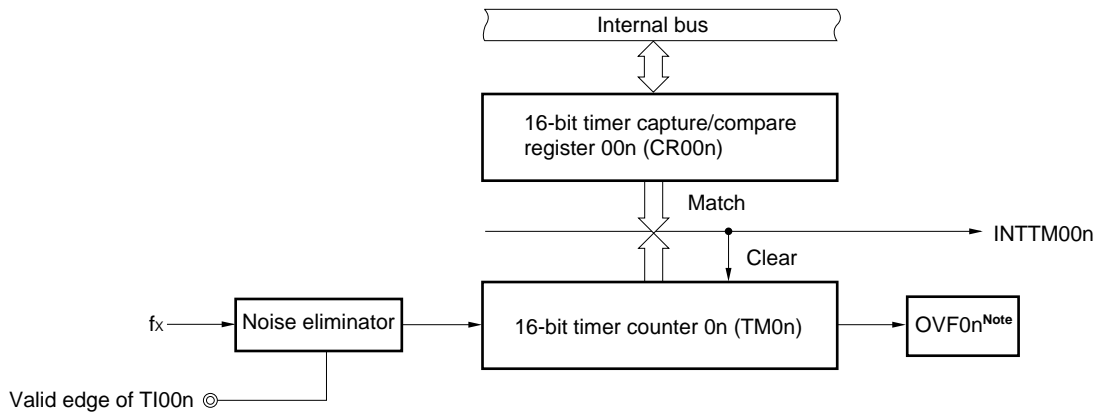 Internal bus
16-bit timer capture/compare
register 00n (CR00n)
Match
INTTM00n
Clear
fX
Noise eliminator
16-bit timer counter 0n (TM0n)
OVF0nNote
Valid edge of TI00n